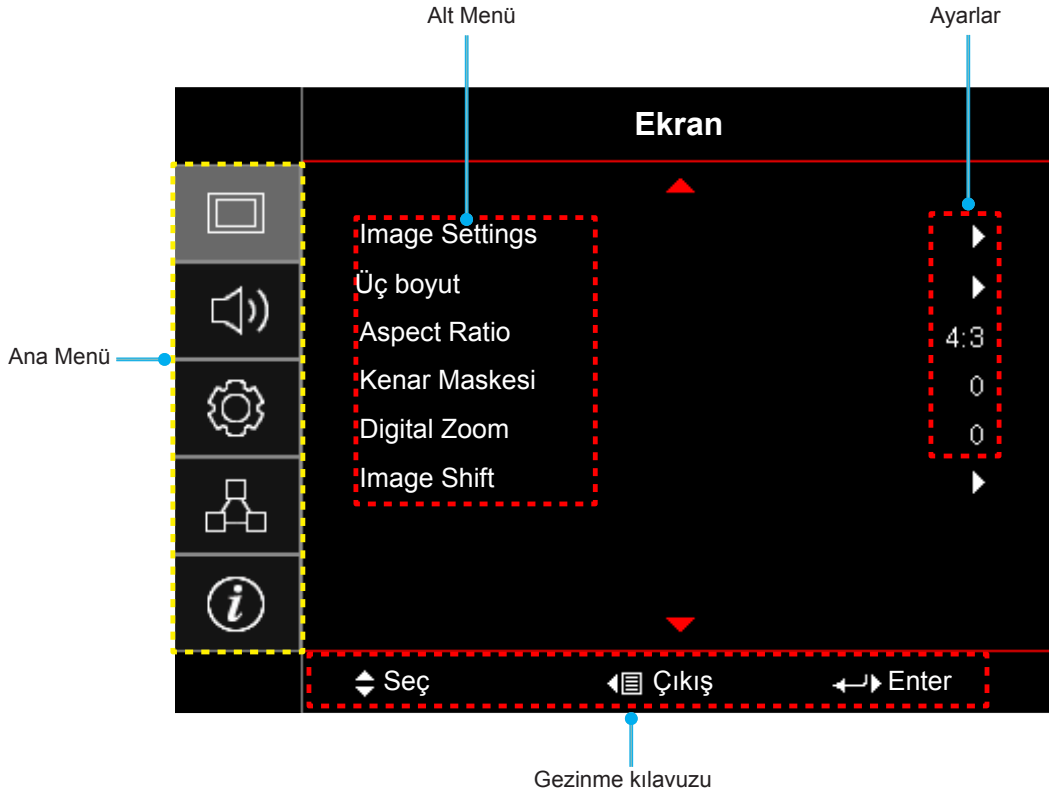 Alt Menü
Ayarlar
Ekran
Image Settings
Üç boyut
Aspect Ratio
4:3
Ana Menü
Kenar Maskesi
0
Digital Zoom
0
Image Shift
i
Seç
Çıkış
Enter
Gezinme kılavuzu